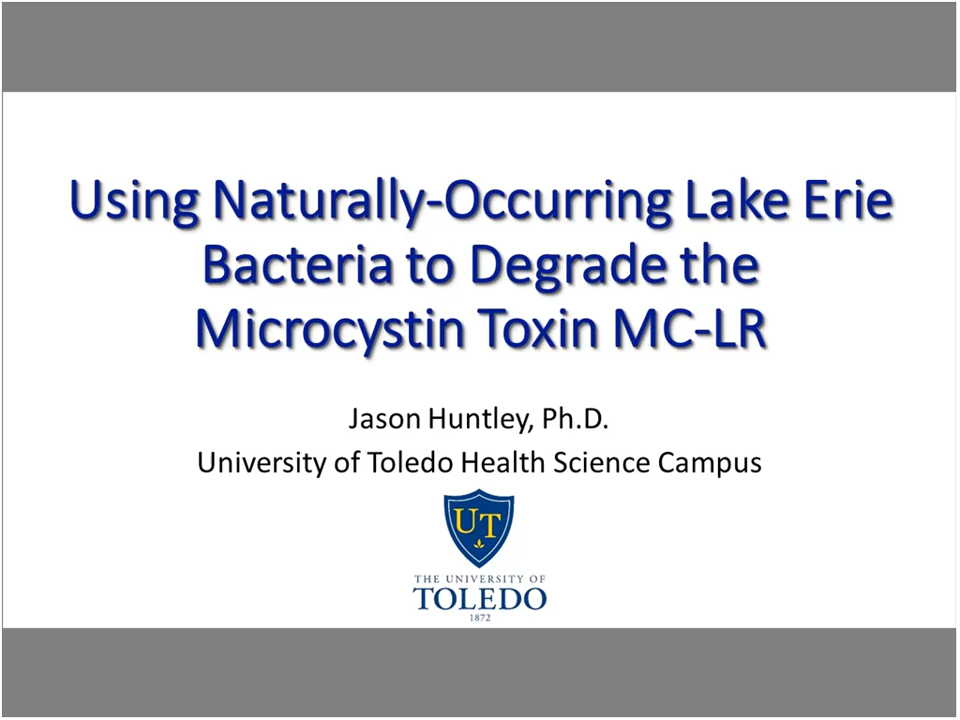 Using Naturally-Occurring Lake Erie
Bacteria to Degrade the
Microcystin Toxin MC-LR
Jason Huntley, Ph.D.
University of Toledo Health Science Campus
UT
THE UNIVERSITY OF
TOLEDO
1872